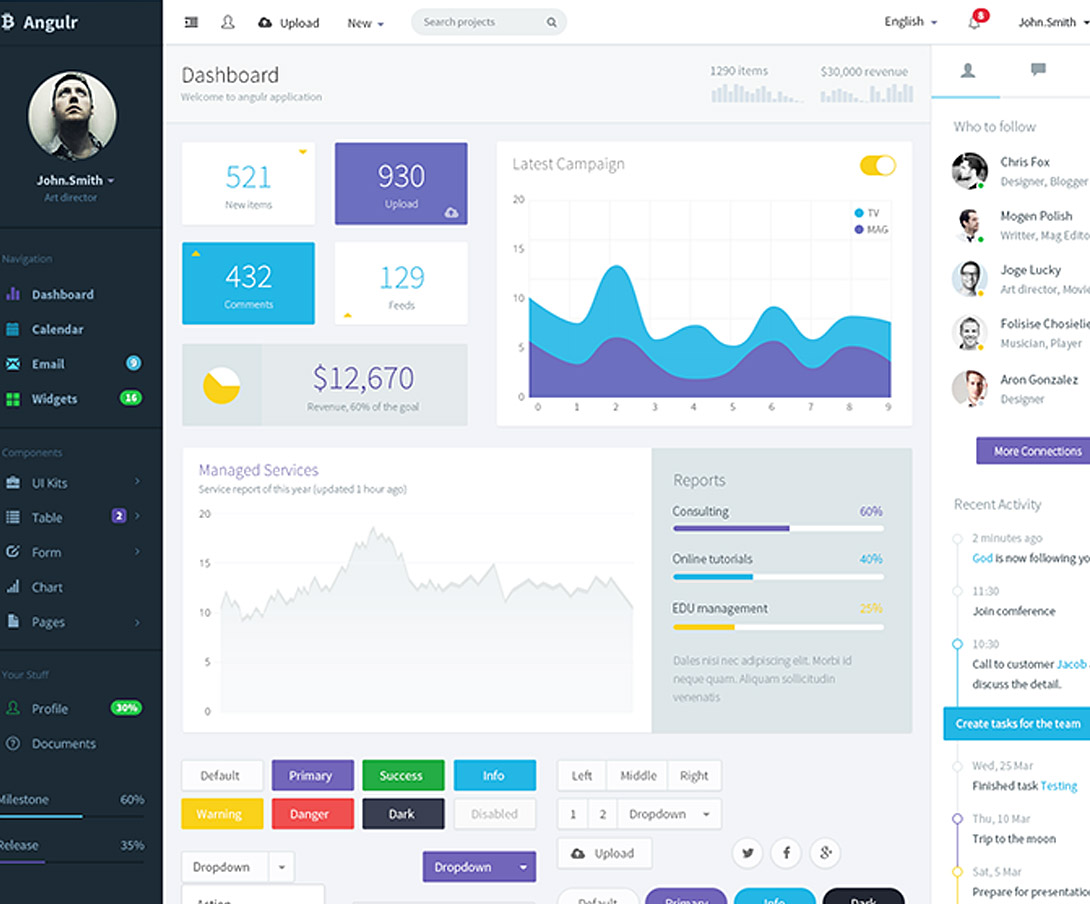 Angulr
Upload
New
Search projects
English
8
John.Smith
John.Smith
Art director
Navigation
Dashboard
Calendar
Email
9
Widgets
16
Components
UI Kits
Table
2
Form
Chart
Pages
Your Stuff
Profile
30%
Documents
Milestone
60%
Release
35%
Dashboard
Welcome to angulr application
1290 items
$30,000 revenue
521
New items
930
Upload
432
Comments
129
Feeds
$12,670
Revenue, 60% of the goal
Latest Campaign
TV
MAG
20
15
10
5
0
0 1 2 3 4 5 6 7 8 9
Managed Services
Service report of this year (updated 1 hour ago)
20
15
10
5
0
Reports
Consulting
60%
Online tutorials
40%
EDU management
25%
Dales nisi nec adipiscing elit. Morbi id
neque quam. Aliquam sollicitudin
venenatis
Default
Primary
Success
Info
Warning
Danger
Dark
Disabled
Left
Middle
Right
1
2
Dropdown
Dropdown
Dropdown
Upload
Action
Default
Primary
Info
Dark
Who to follow
Chris Fox
Designer, Blogger
Mogen Polish
Writter, Mag Edito
Joge Lucky
Art director, Movie
Folisise Chosielie
Musician, Player
Aron Gonzalez
Designer
More Connections
Recent Activity
2 minutes ago
God is now following yo
11:30
Join comference
10:30
Call to customer Jacob
discuss the detail.
Create tasks for the team
Wed, 25 Mar
Finished task Testing
Thu, 10 Mar
Trip to the moon
Sat, 5 Mar
Prepare for presentatio